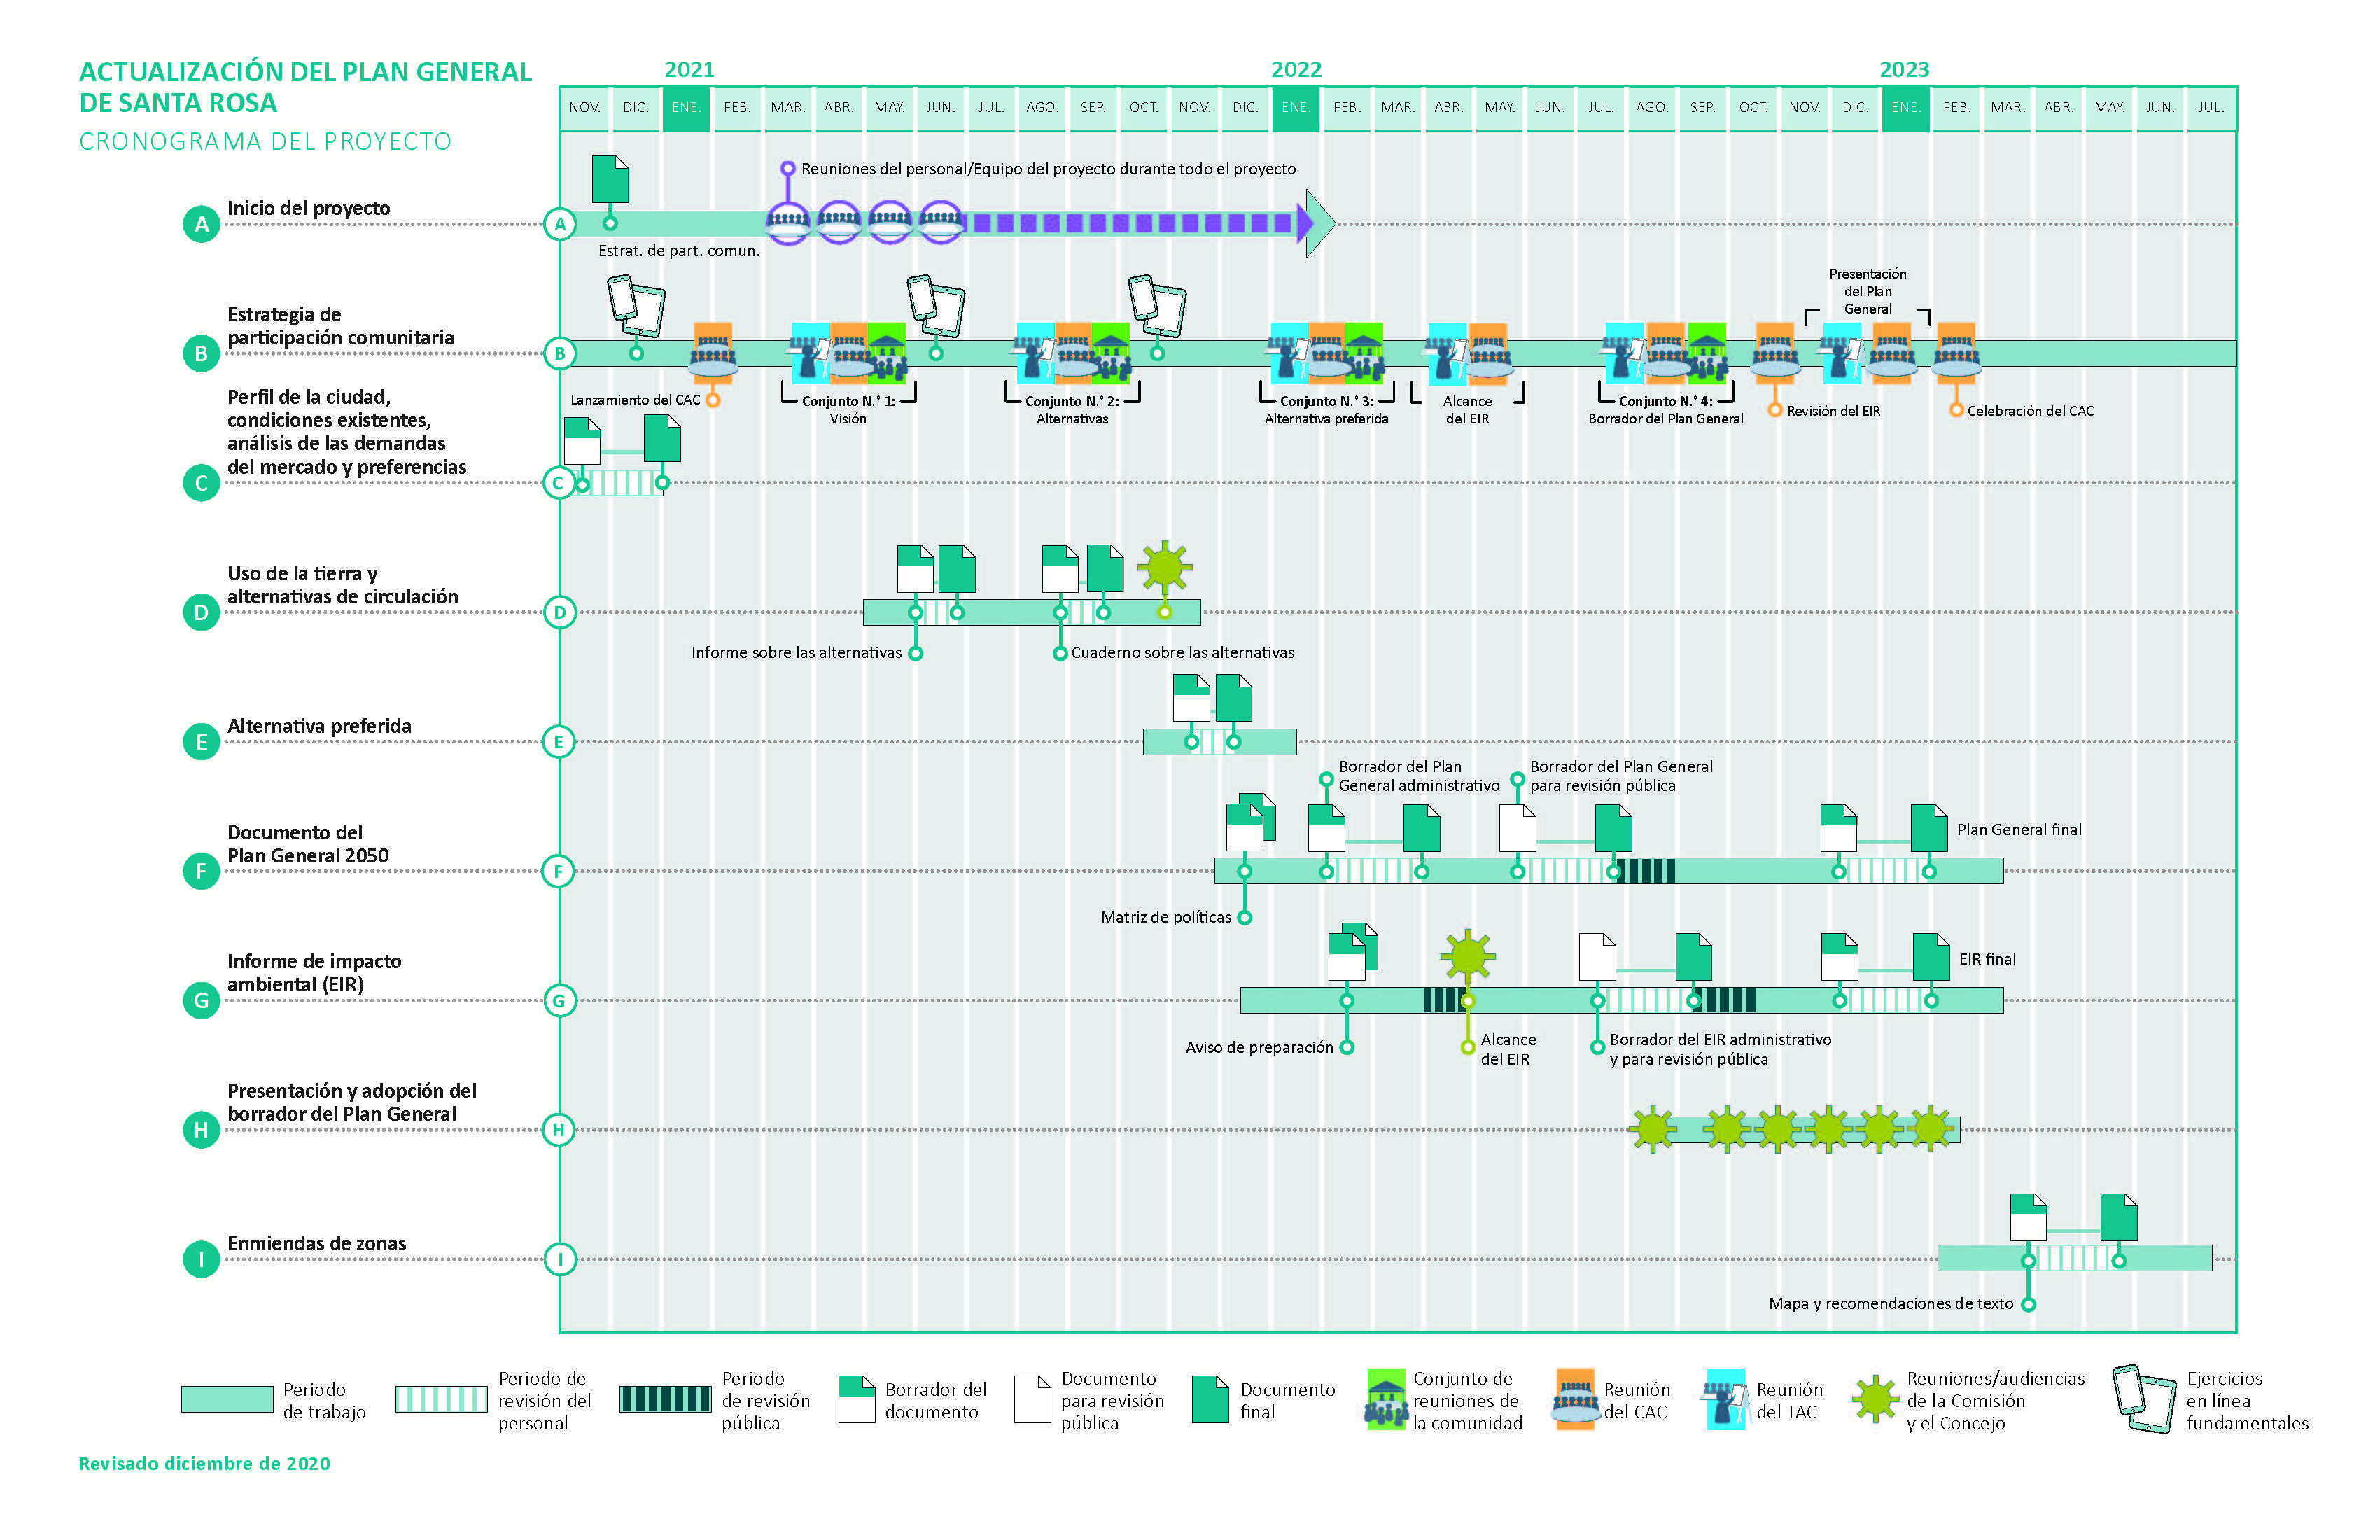 ACTUALIZACIÓN DEL PLAN GENERAL
DE SANTA ROSA
CRONOGRAMA DEL PROYECTO
2021 2022 2023
NOV. DIC. ENE. FEB. MAR. ABR. MAY. JUN. JUL. AGO. SEP. OCT. NOV. DIC. ENE. FEB. MAR. ABR. MAY. JUN. JUL. AGO. SEP. OCT. NOV. DIC. ENE. FEB. MAR. ABR. MAY. JUN. JUL.
A
Inicio del proyecto
A
Reuniones del personal/Equipo del proyecto durante todo el proyecto
Estrat. de part. comun.
B
Estrategia de
participación comunitaria
B
Lanzamiento del CAC
Conjunto N.° 1:
Visión
Conjunto N.° 2:
Alternativas
Conjunto N.° 3:
Alternativa preferida
Alcance
del EIR
Conjunto N.° 4:
Borrador del Plan General
Revisión del EIR
Presentación
del Plan
General
Celebración del CAC
C
Perfil de la ciudad,
condiciones existentes,
análisis de las demandas
del mercado y preferencias
C
D
Uso de la tierra y
alternativas de circulación
D
Informe sobre las alternativas
Cuaderno sobre las alternativas
E
Alternativa preferida
E
F
Documento del
Plan General 2050
F
Borrador del Plan
General administrativo
Borrador del Plan General
para revisión pública
Plan General final
Matriz de políticas
G
Informe de impacto
ambiental (EIR)
G
EIR final
Aviso de preparación
Alcance
del EIR
Borrador del EIR administrativo
y para revisión pública
H
Presentación y adopción del
borrador del Plan General
H
I
Enmiendas de zonas
I
Mapa y recomendaciones de texto
Periodo
de trabajo
Periodo de
revisión del
personal
Periodo
de revisión
pública
Borrador del
documento
Documento
para revisión
pública
Documento
final
Conjunto de
reuniones de
la comunidad
Reunión
del CAC
Reunión
del TAC
Reuniones/audiencias
de la Comisión
y el Concejo
Ejercicios
en línea
fundamentales
Revisado diciembre de 2020